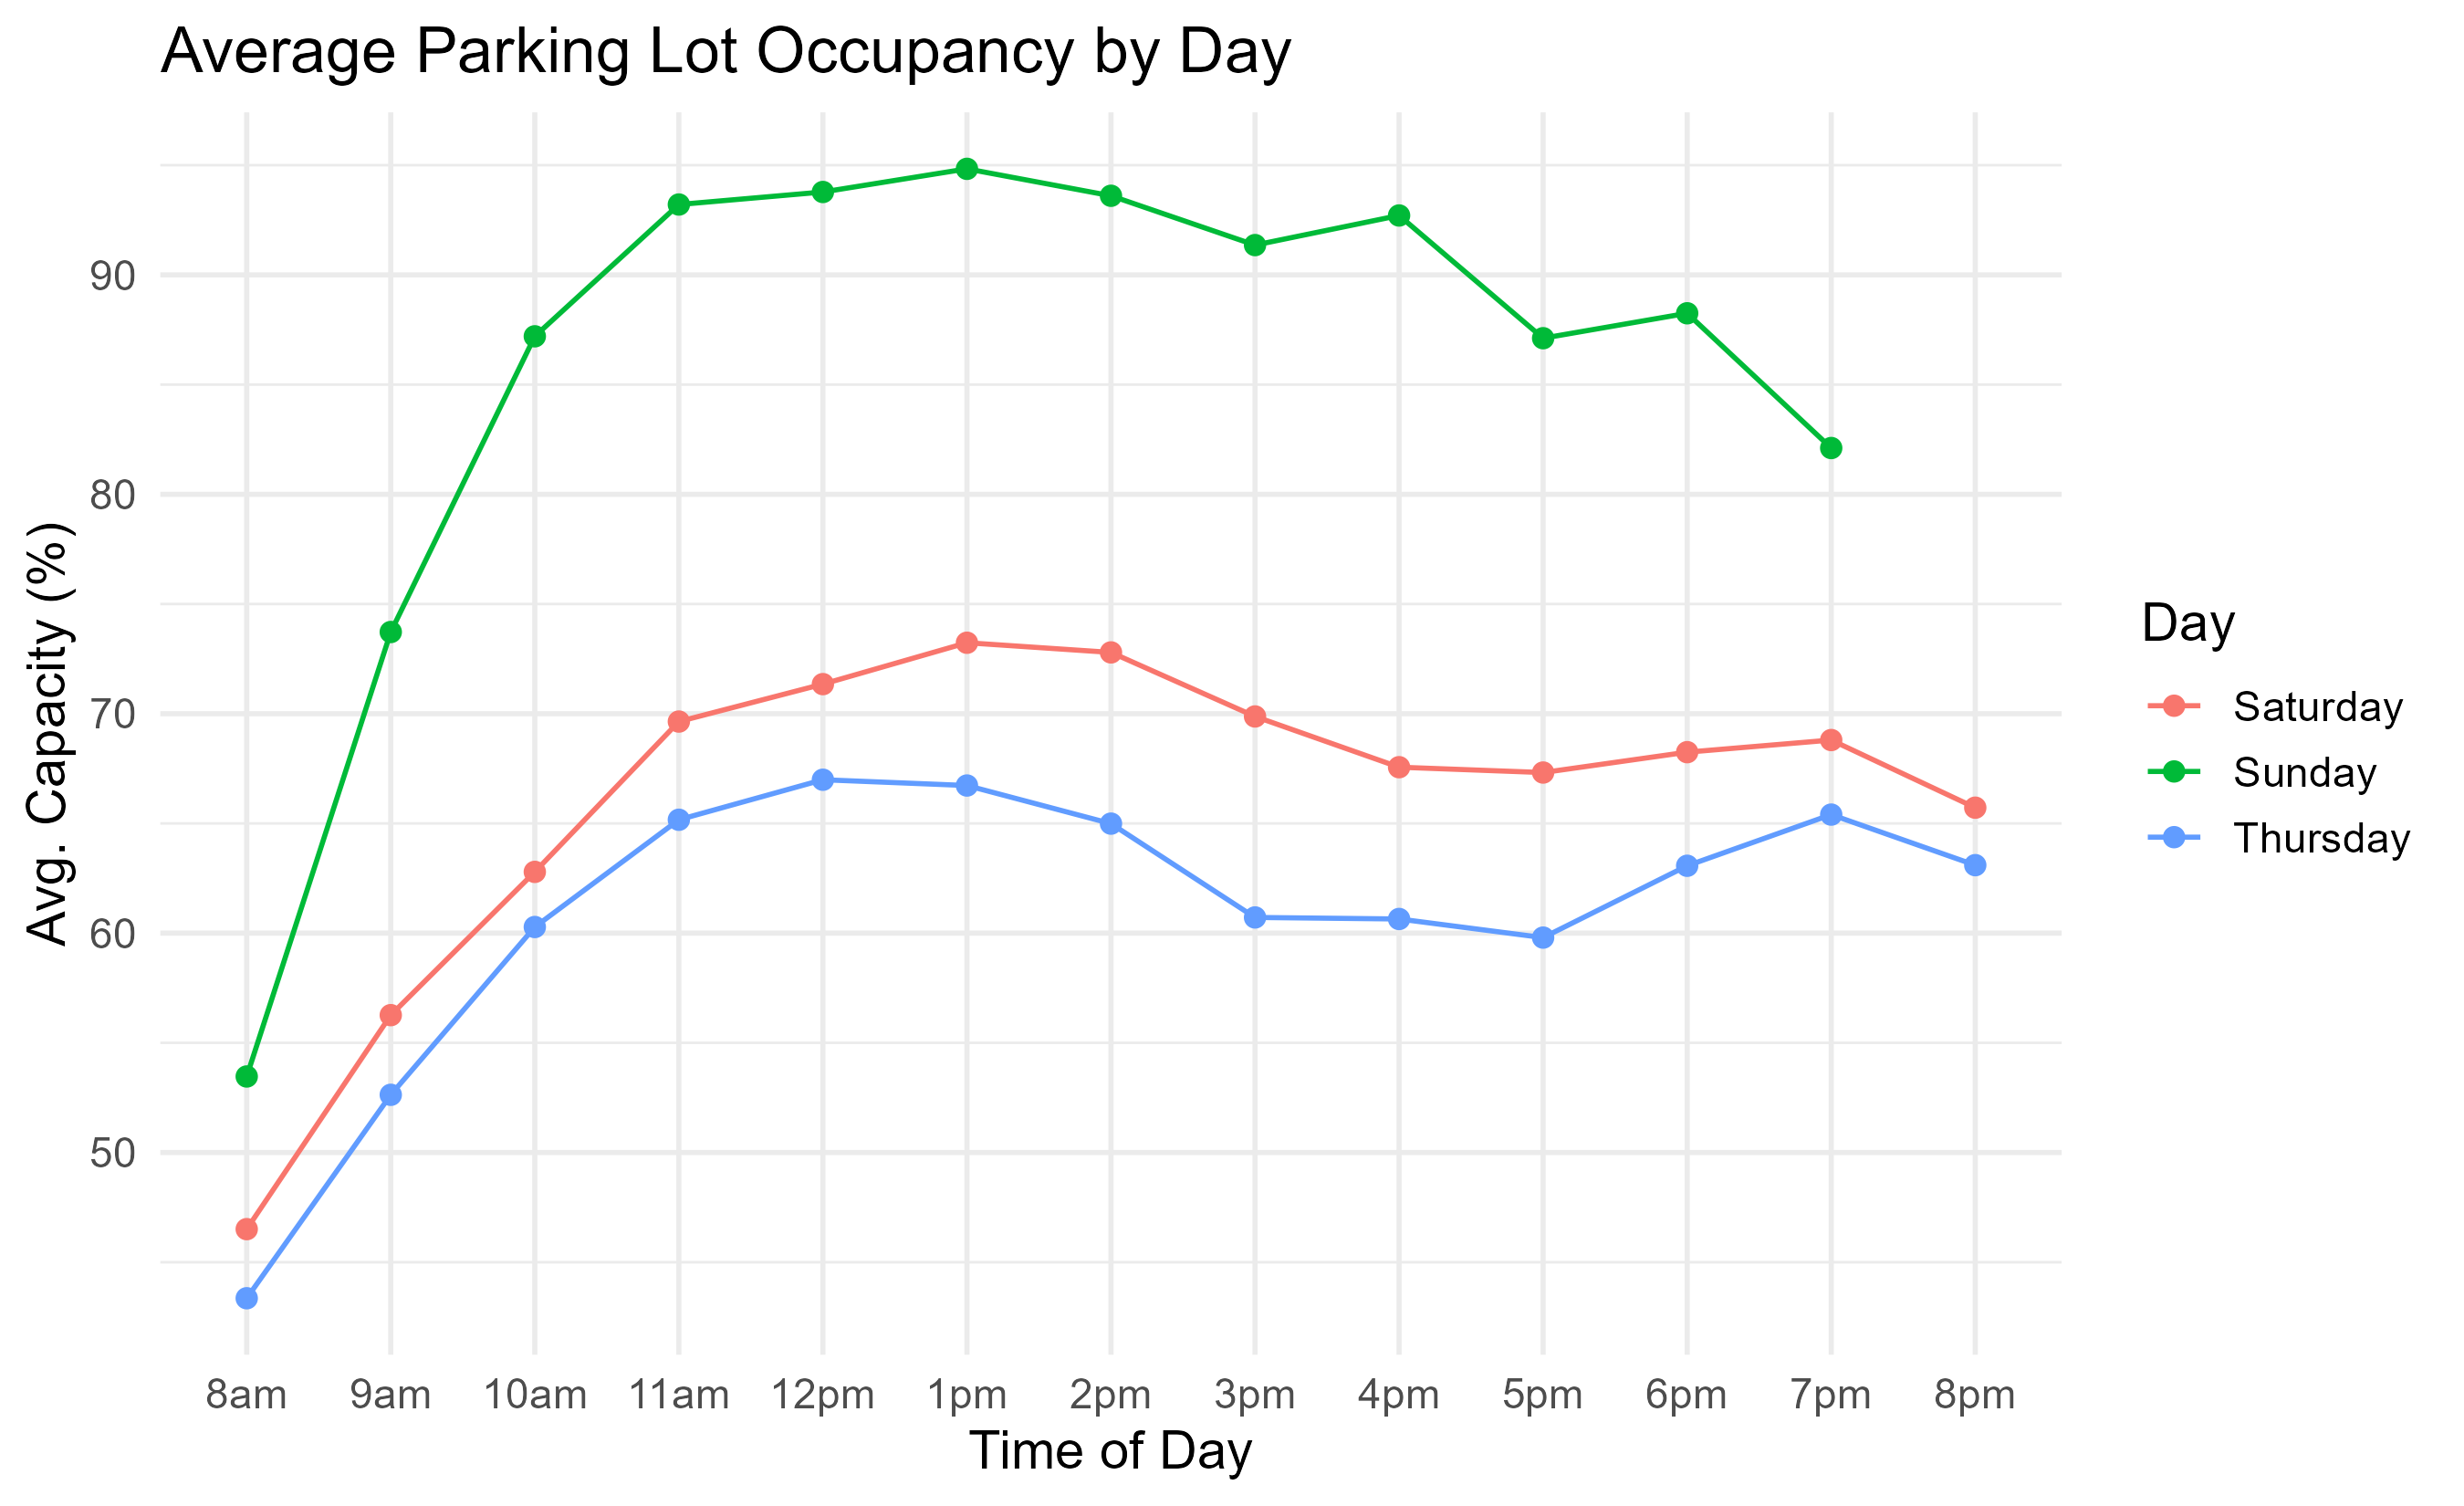 Average Parking Lot Occupancy by Day
Avg. Capacity (%)
90
80
70
60
50
8am 9am 10am 11am 12pm 1pm 2pm 3pm 4pm 5pm 6pm 7pm 8pm
Time of Day
Day
Saturday
Sunday
Thursday